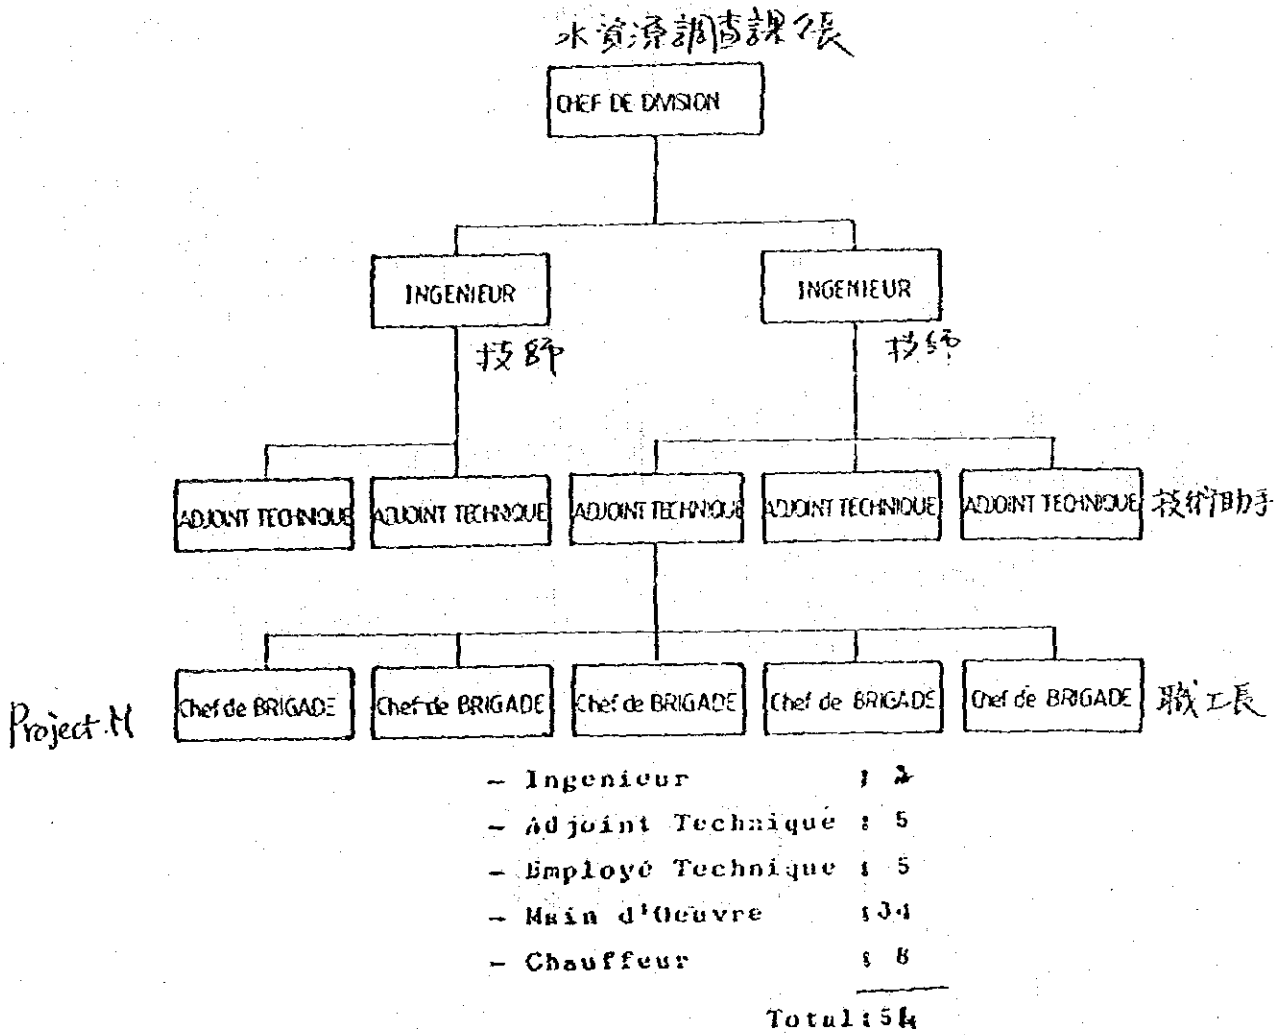 水資源調査課長
CHEF DE DIVISION
INGENIEUR INGENIEUR
技師 技師
ADJOINT TECHNIQUE ADJOINT TECHNIQUE ADJOINT TECHNIQUE ADJOINT TECHNIQUE ADJOINT TECHNIQUE 技術助手
Project.M Chef de BRIGADE Chef de BRIGADE Chef de BRIGADE Chef de BRIGADE Chef de BRIGADE 職工長
- Ingenieur : 2
- Adjoint Technique : 5
- Employé Technique : 5
- Main d'Oeuvre : 34
- Chauffeur : 8
Total : 54